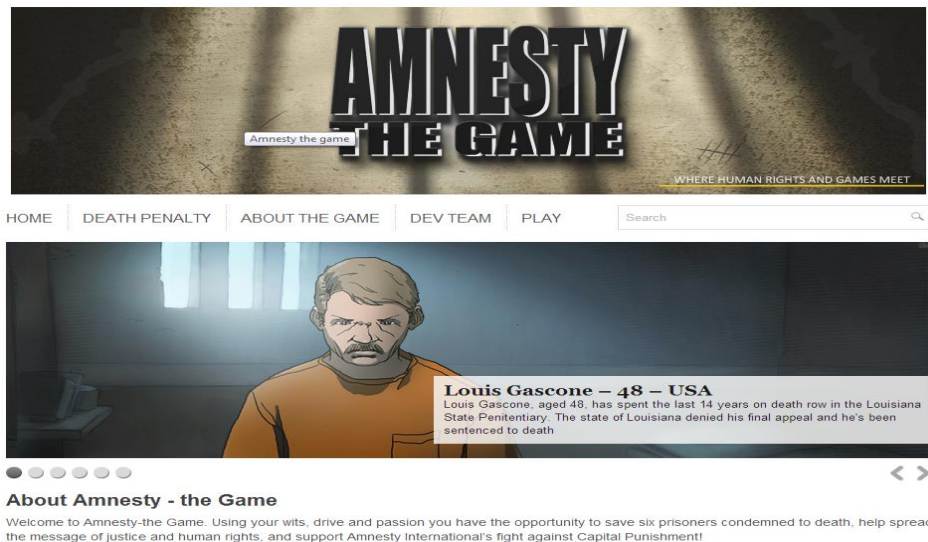 AMNESTY
THE GAME
Amnesty the game
WHERE HUMAN RIGHTS AND GAMES MEET
HOME DEATH PENALTY ABOUT THE GAME DEV TEAM PLAY Search
Louis Gascone – 48 – USA
Louis Gascone, aged 48, has spent the last 14 years on death row in the Louisiana
State Penitentiary. The state of Louisiana denied his final appeal and he's been
sentenced to death
About Amnesty - the Game
Welcome to Amnesty-the Game. Using your wits, drive and passion you have the opportunity to save six prisoners condemned to death, help spread
the message of justice and human rights, and support Amnesty International's fight against Capital Punishment!